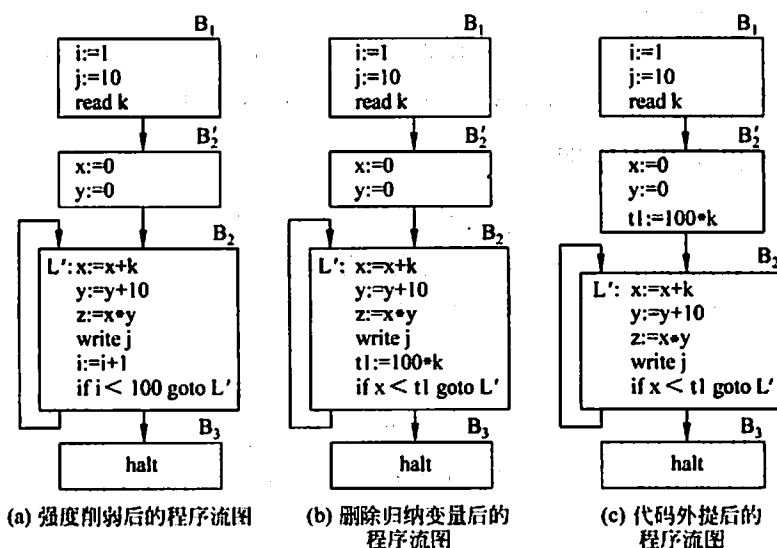 B₁
i:=1
j:=10
read k
B₂′
x:=0
y:=0
B₂
L′: x:=x+k
y:=y+10
z:=x*y
write j
i:=i+1
if i < 100 goto L′
B₃
halt
(a) 强度削弱后的程序流图
B₁
i:=1
j:=10
read k
B₂′
x:=0
y:=0
B₂
L′: x:=x+k
y:=y+10
z:=x*y
write j
t1:=100*k
if x < t1 goto L′
B₃
halt
(b) 删除归纳变量后的
程序流图
B₁
i:=1
j:=10
read k
B₂′
x:=0
y:=0
t1:=100*k
B₂
L′: x:=x+k
y:=y+10
z:=x*y
write j
if x < t1 goto L′
B₃
halt
(c) 代码外提后的
程序流图